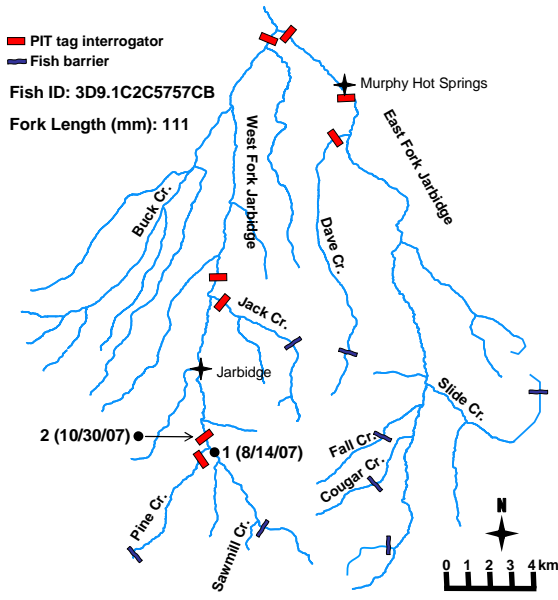 PIT tag interrogator
Fish barrier
Fish ID: 3D9.1C2C5757CB
Fork Length (mm): 111
Murphy Hot Springs
West Fork Jarbidge
East Fork Jarbidge
Buck Cr.
Dave Cr.
Jack Cr.
Jarbidge
Slide Cr.
2 (10/30/07)
1 (8/14/07)
Fall Cr.
Cougar Cr.
Pine Cr.
Sawmill Cr.
N
0 1 2 3 4 km